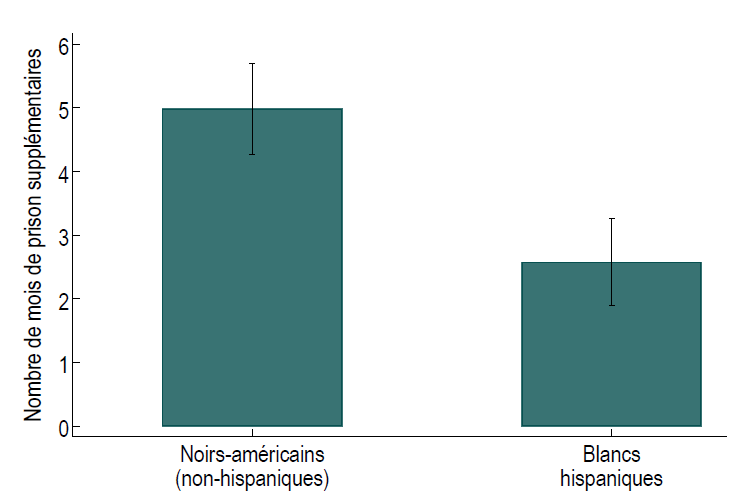 Nombre de mois de prison supplémentaires
6
5
4
3
2
1
0
Noirs-américains
(non-hispaniques)
Blancs
hispaniques